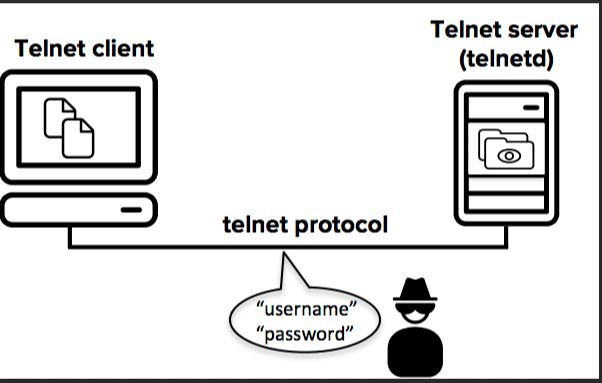 Telnet client
Telnet server
(telnetd)
telnet protocol
“username”
“password”